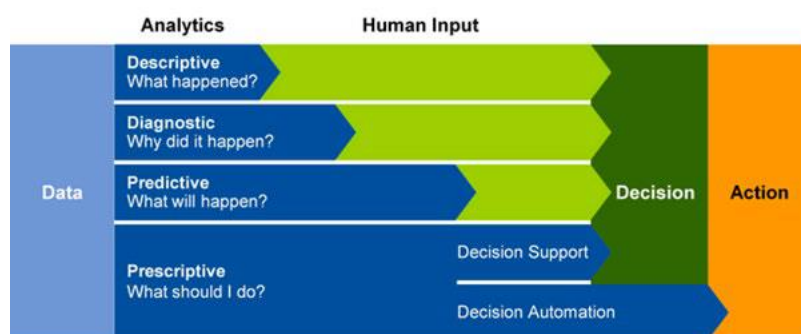 Analytics
Human Input
Descriptive
What happened?
Diagnostic
Why did it happen?
Predictive
What will happen?
Data
Decision
Action
Decision Support
Prescriptive
What should I do?
Decision Automation